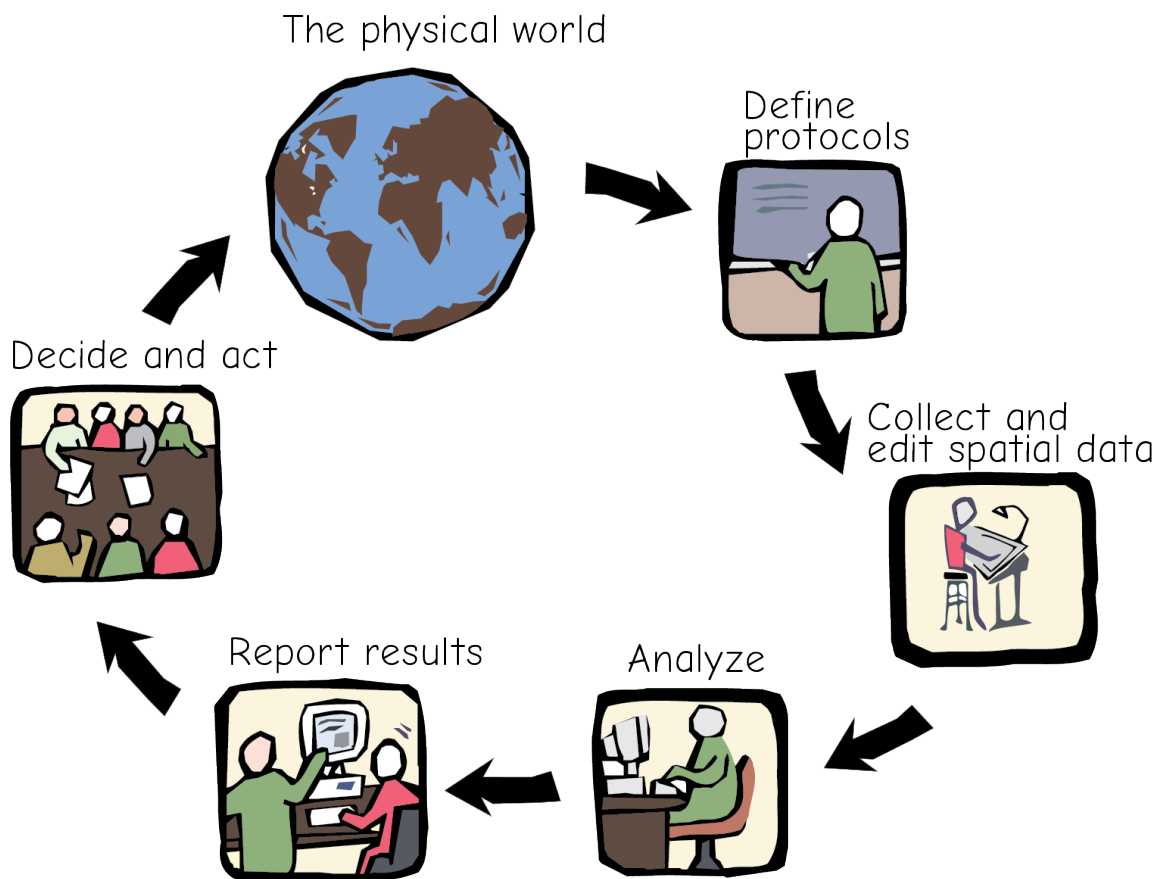 The physical world
Define
protocols
Collect and
edit spatial data
Analyze
Report results
Decide and act